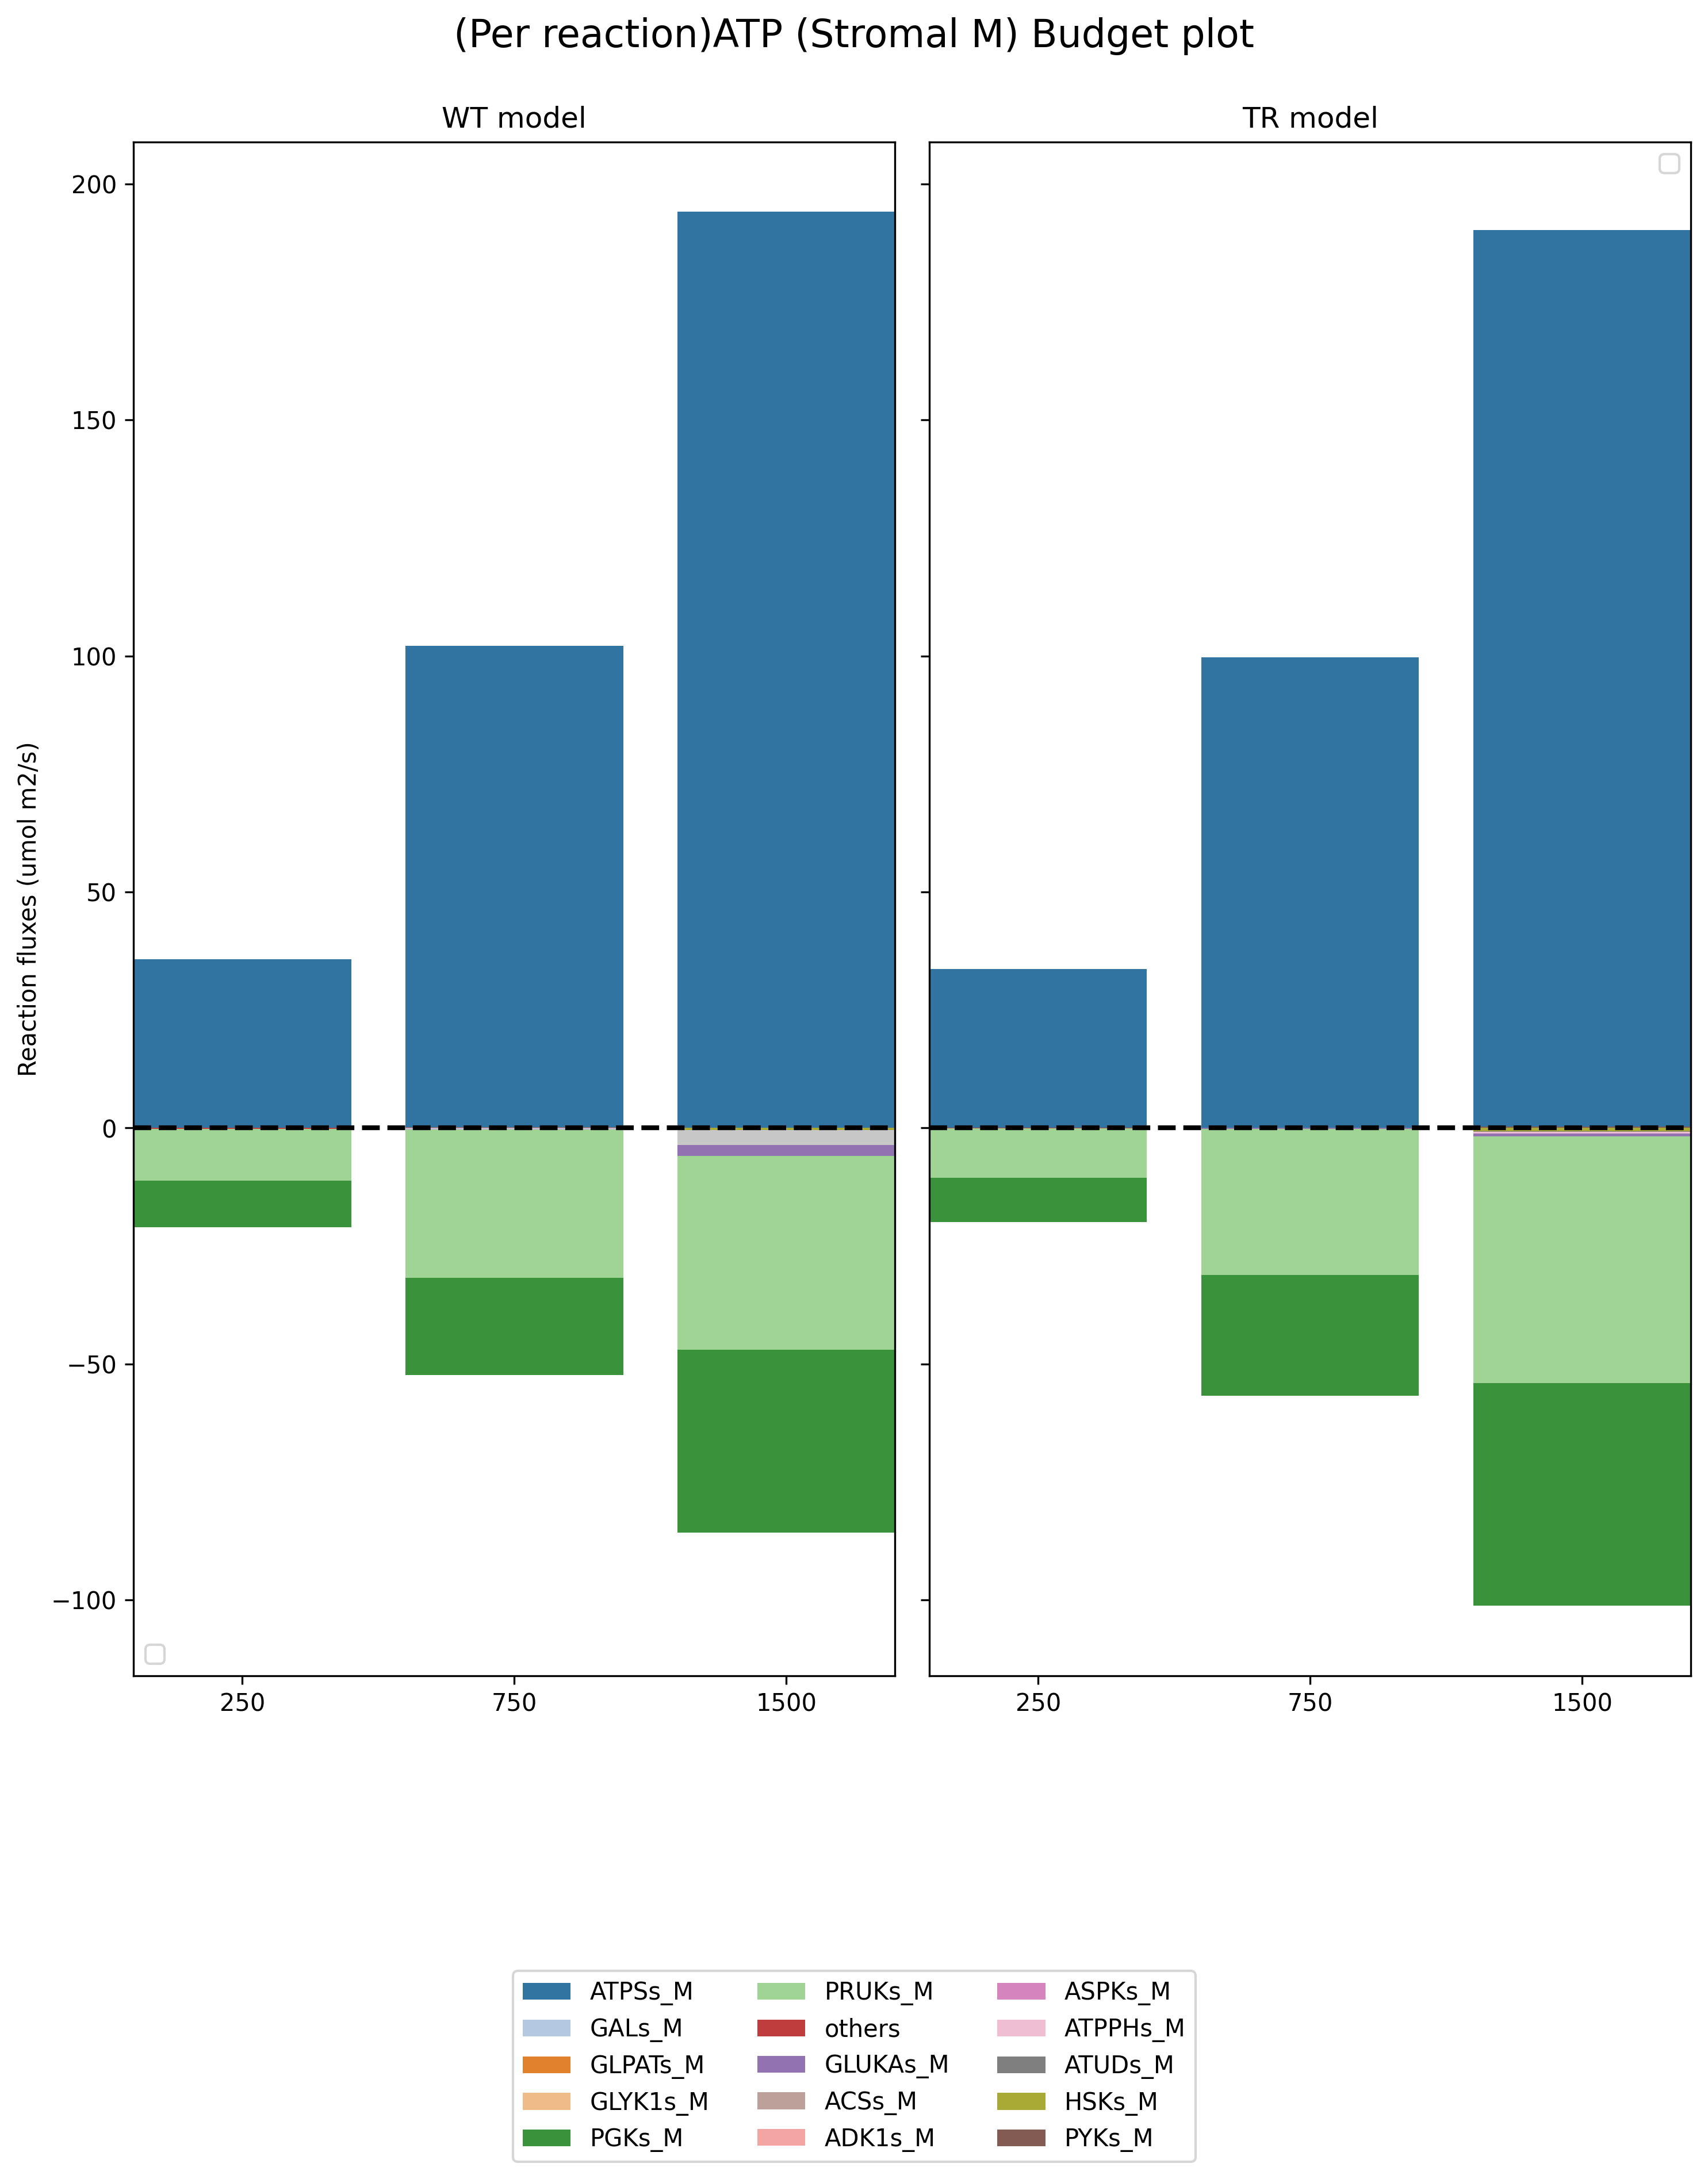 (Per reaction)ATP (Stromal M) Budget plot
WT model
TR model
Reaction fluxes (umol m2/s)
200
150
100
50
0
−50
−100
250
750
1500
250
750
1500
ATPSs_M
GALs_M
GLPATs_M
GLYK1s_M
PGKs_M
PRUKs_M
others
GLUKAs_M
ACSs_M
ADK1s_M
ASPKs_M
ATPPHs_M
ATUDs_M
HSKs_M
PYKs_M